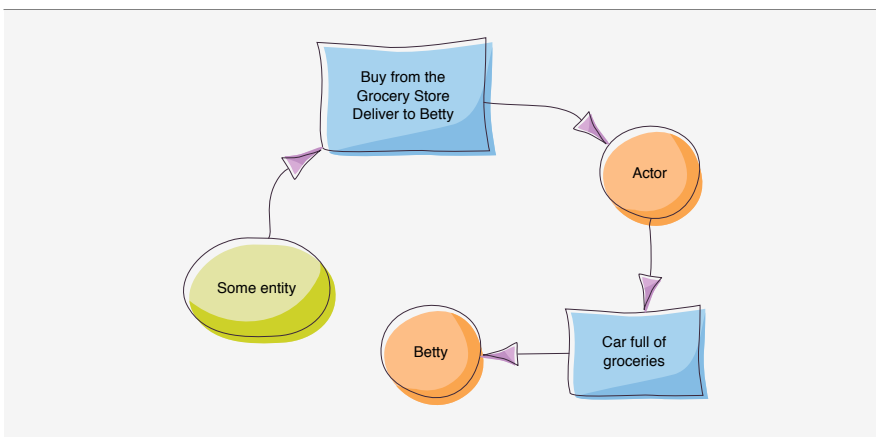 Buy from the
Grocery Store
Deliver to Betty
Actor
Some entity
Car full of
groceries
Betty